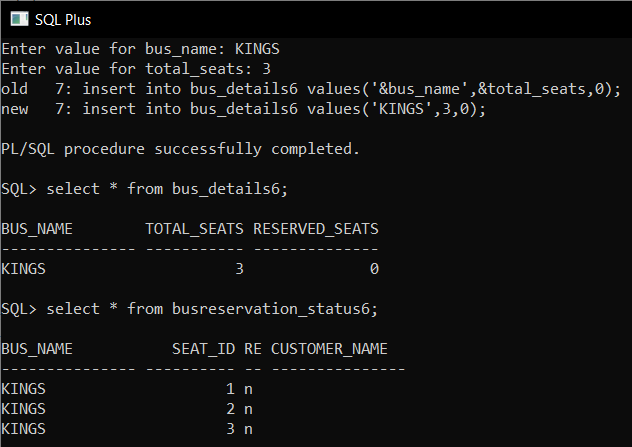 SQL Plus
Enter value for bus_name: KINGS
Enter value for total_seats: 3
old   7: insert into bus_details6 values('&bus_name',&total_seats,0);
new   7: insert into bus_details6 values('KINGS',3,0);
PL/SQL procedure successfully completed.
SQL> select * from bus_details6;
BUS_NAME        TOTAL_SEATS RESERVED_SEATS
--------------- ----------- --------------
KINGS                     3              0
SQL> select * from busreservation_status6;
BUS_NAME           SEAT_ID RE CUSTOMER_NAME
--------------- ---------- -- ---------------
KINGS                    1 n
KINGS                    2 n
KINGS                    3 n